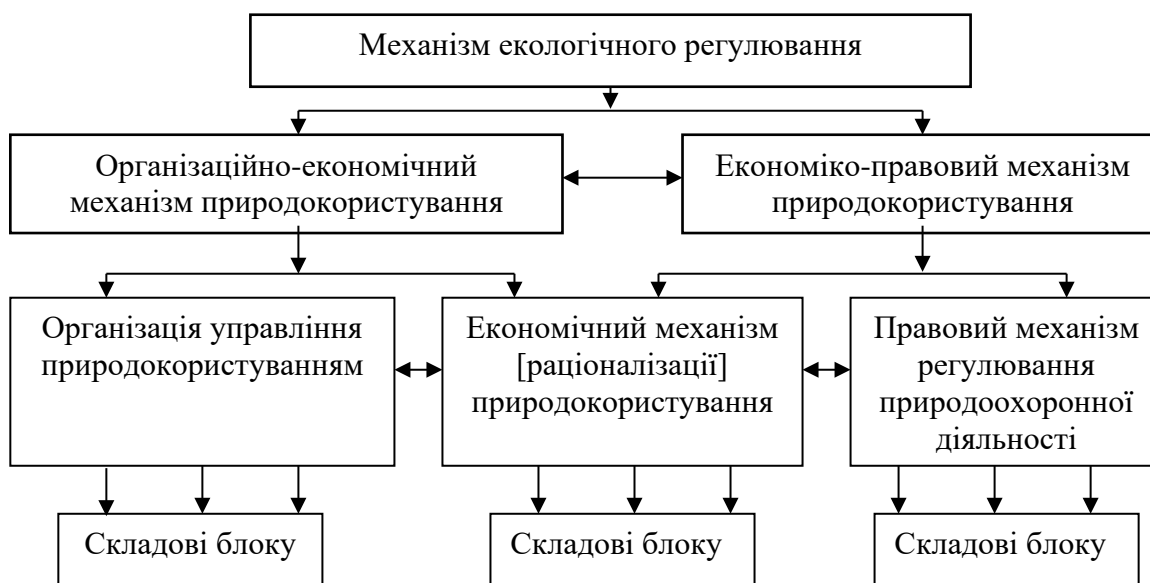 Механізм екологічного регулювання
Організаційно-економічний
механізм природокористування
Економіко-правовий механізм
природокористування
Організація управління
природокористуванням
Економічний механізм
[раціоналізації]
природокористування
Правовий механізм
регулювання
природоохоронної
діяльності
Складові блоку
Складові блоку
Складові блоку